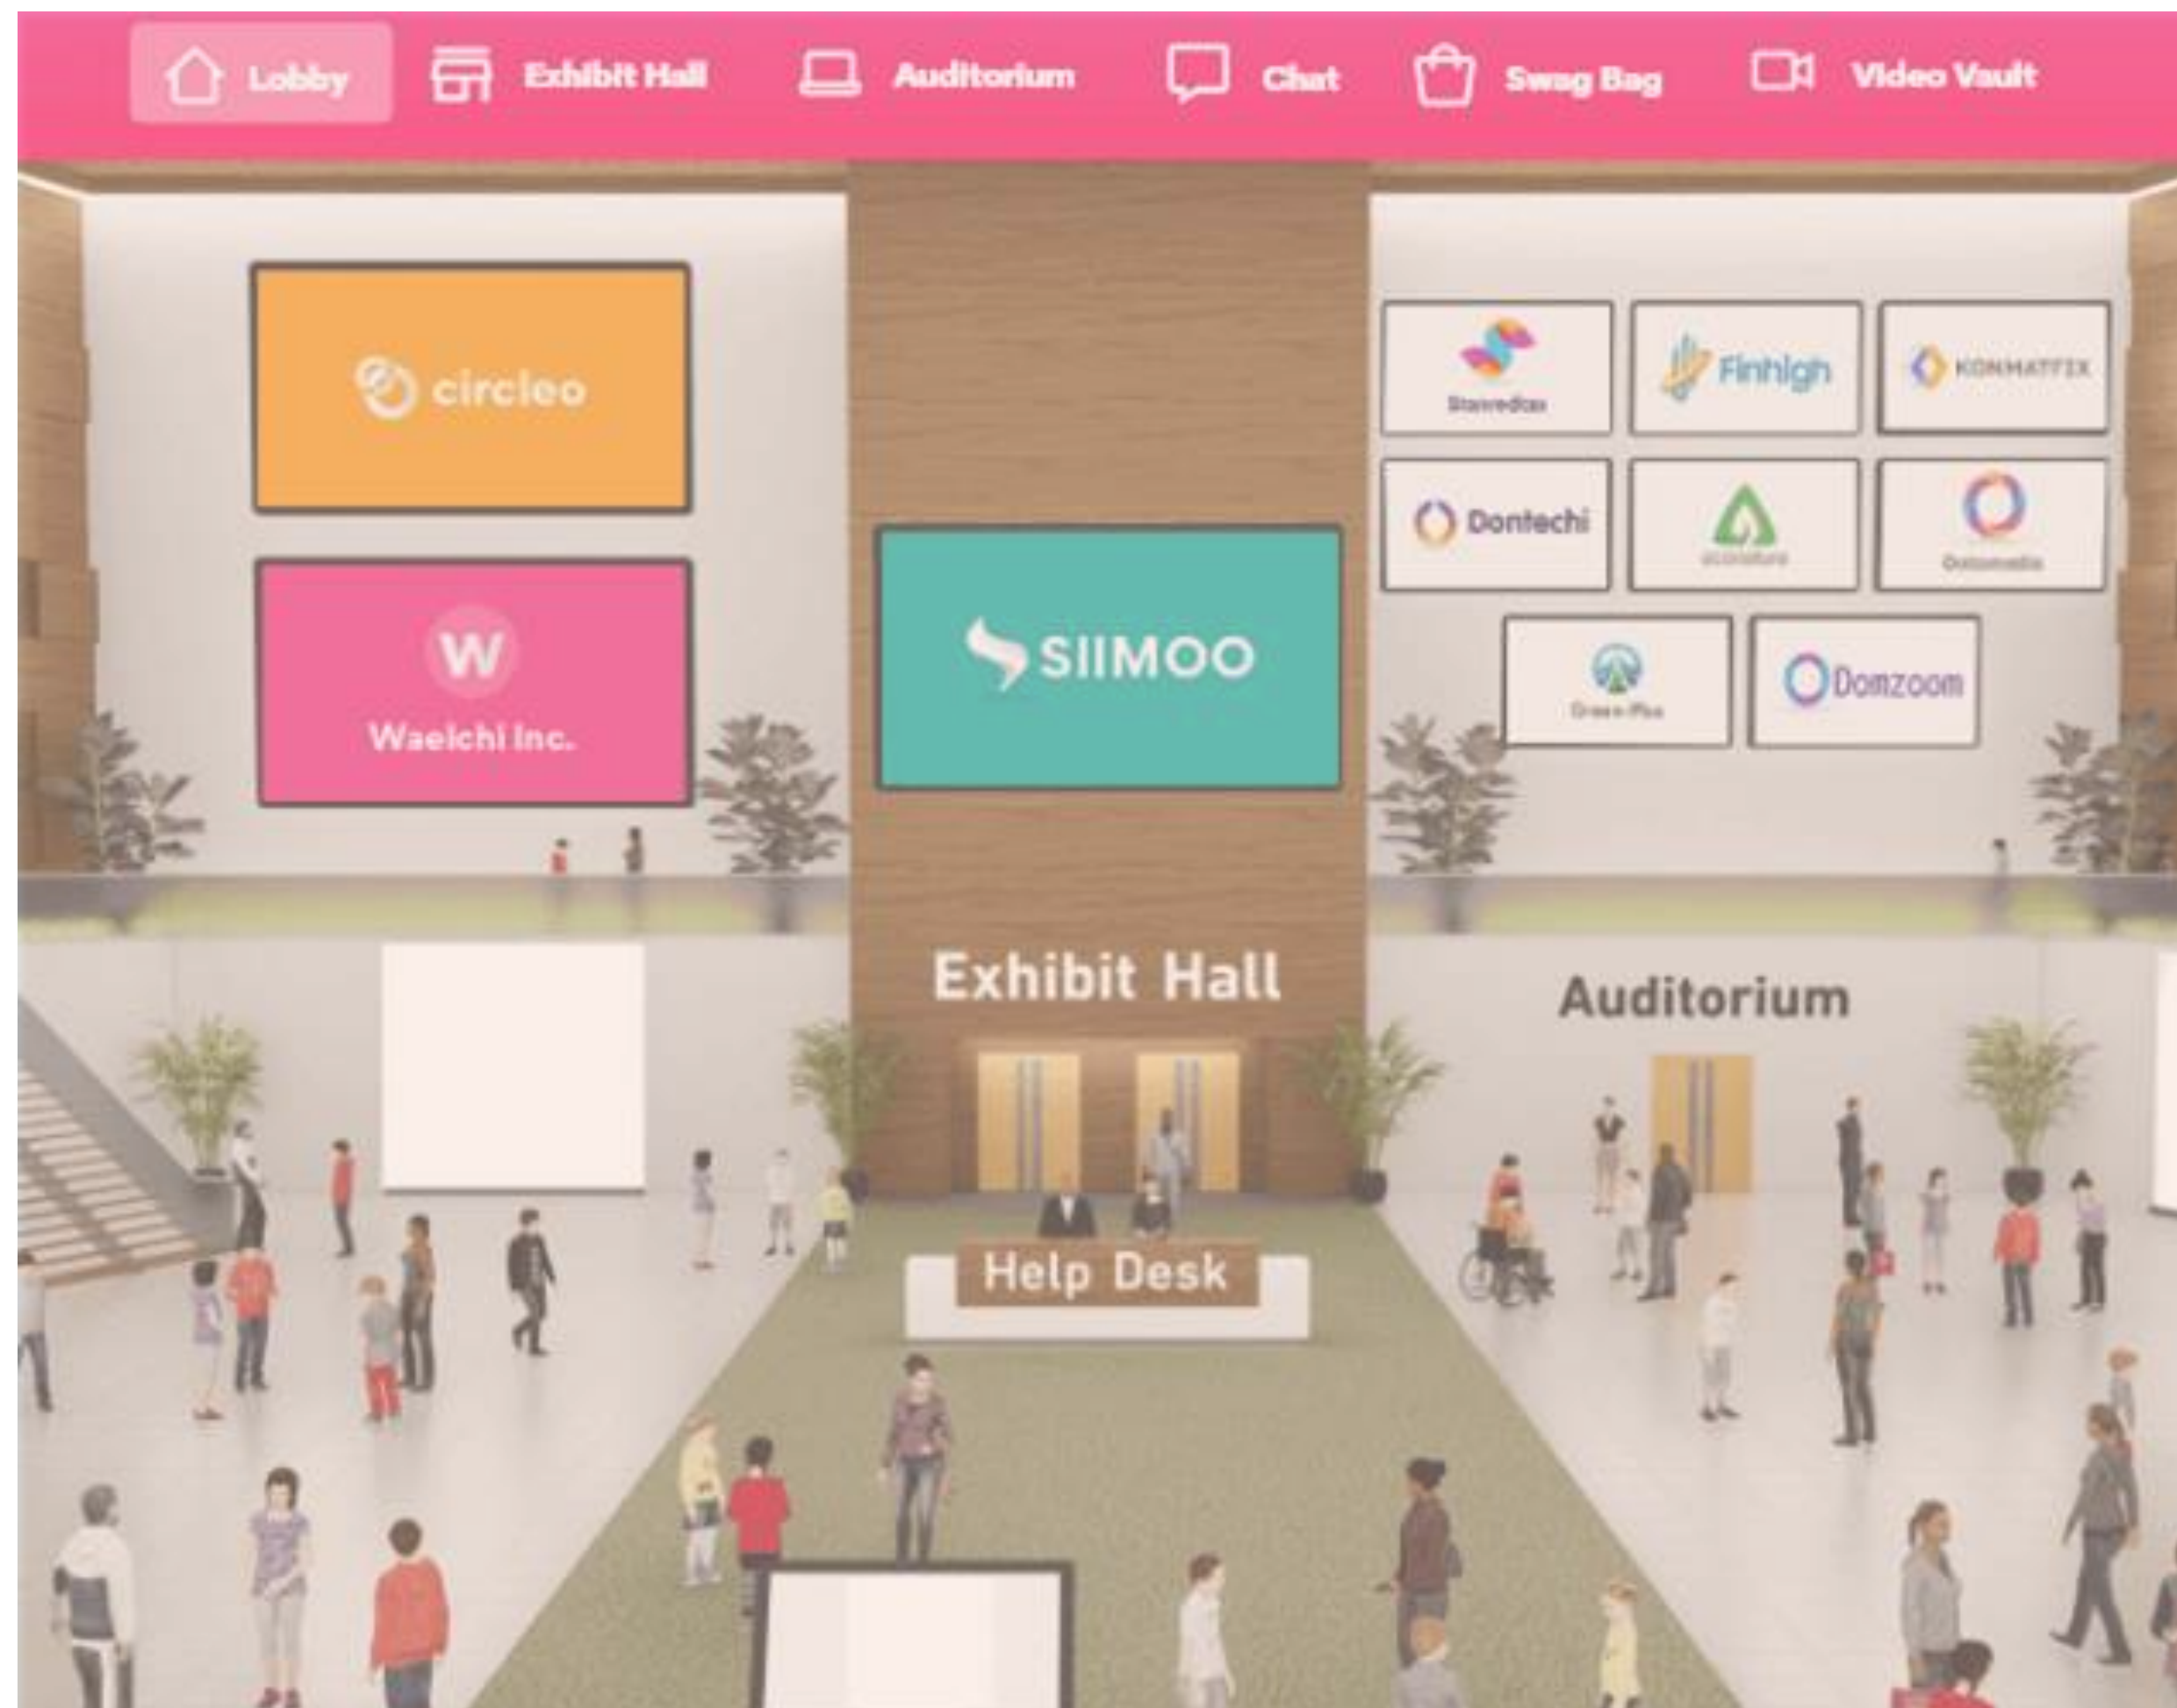 Lobby
Exhibit Hall
Auditorium
Chat
Swag Bag
Video Vault
circleo
Finhigh
KONMATFIX
Dontechi
W
Waeichi Inc.
SIIMOO
Domzoom
Exhibit Hall
Auditorium
Help Desk